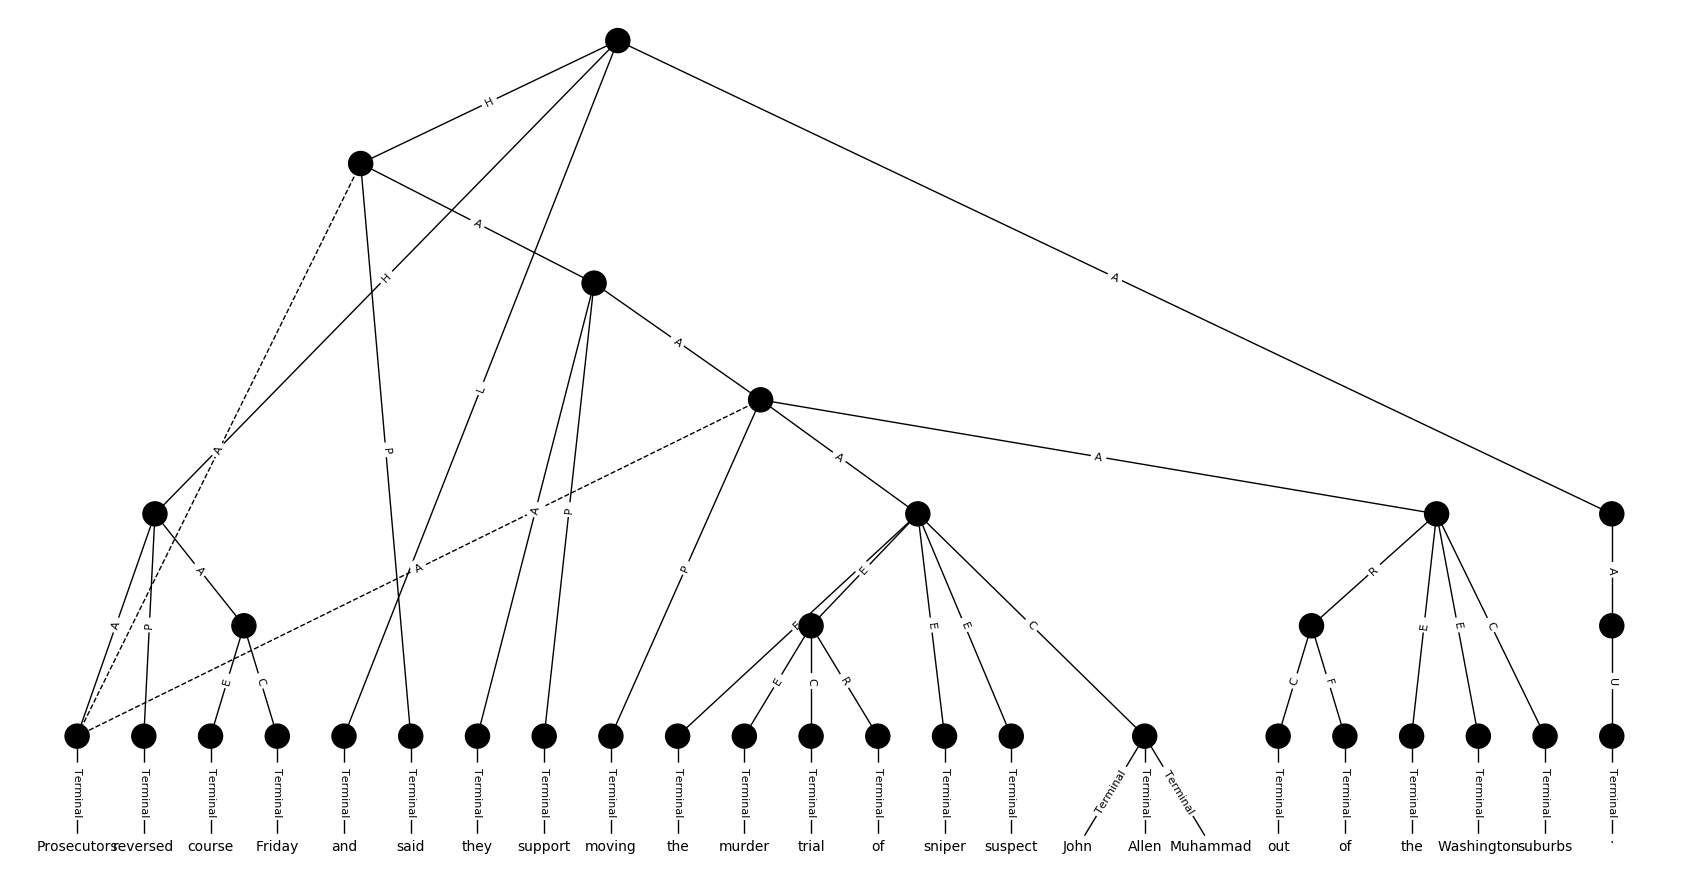 H
A
H
A
A
L
A
P
A
A
A
P
A
P
A
P
E
A
R
A
A
P
E
E
E
C
E
E
E
C
E
C
E
C
R
C
F
U
Terminal Terminal Terminal Terminal Terminal Terminal Terminal Terminal Terminal Terminal Terminal Terminal Terminal Terminal Terminal Terminal Terminal Terminal Terminal Terminal Terminal Terminal Terminal Terminal
Prosecutors reversed course Friday and said they support moving the murder trial of sniper suspect John Allen Muhammad out of the Washington suburbs .